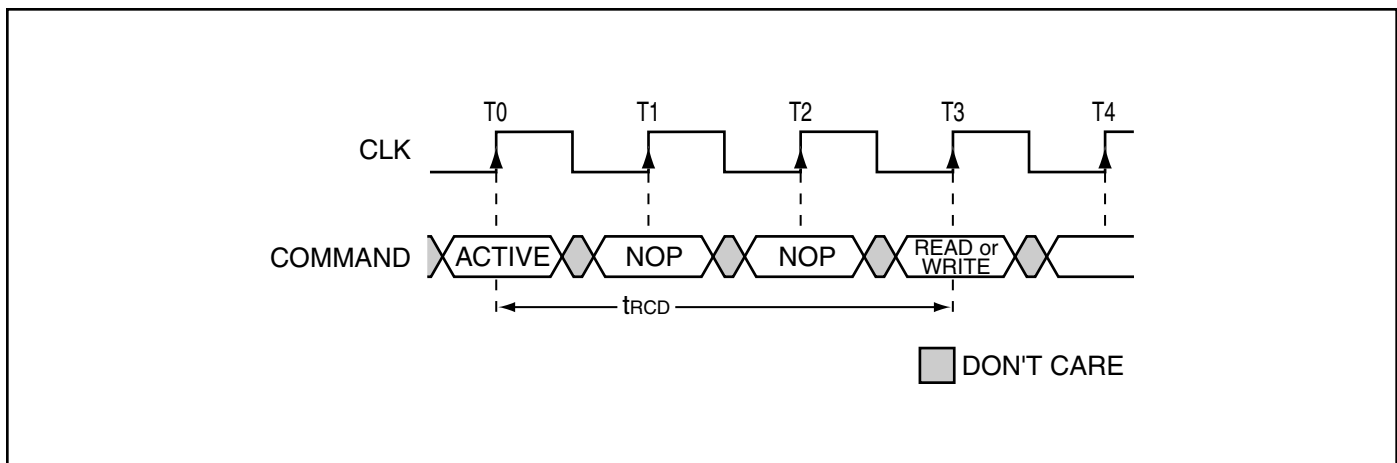 T0 T1 T2 T3 T4
CLK
COMMAND ACTIVE NOP NOP READ or
WRITE
tRCD
DON'T CARE